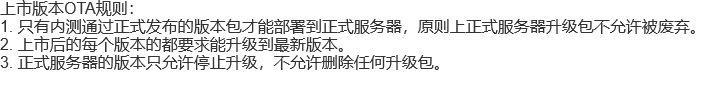 上市版本OTA规则：
1. 只有内测通过正式发布的版本包才能部署到正式服务器，原则上正式服务器升级包不允许被废弃。
2. 上市后的每个版本的都要求能升级到最新版本。
3. 正式服务器的版本只允许停止升级，不允许删除任何升级包。